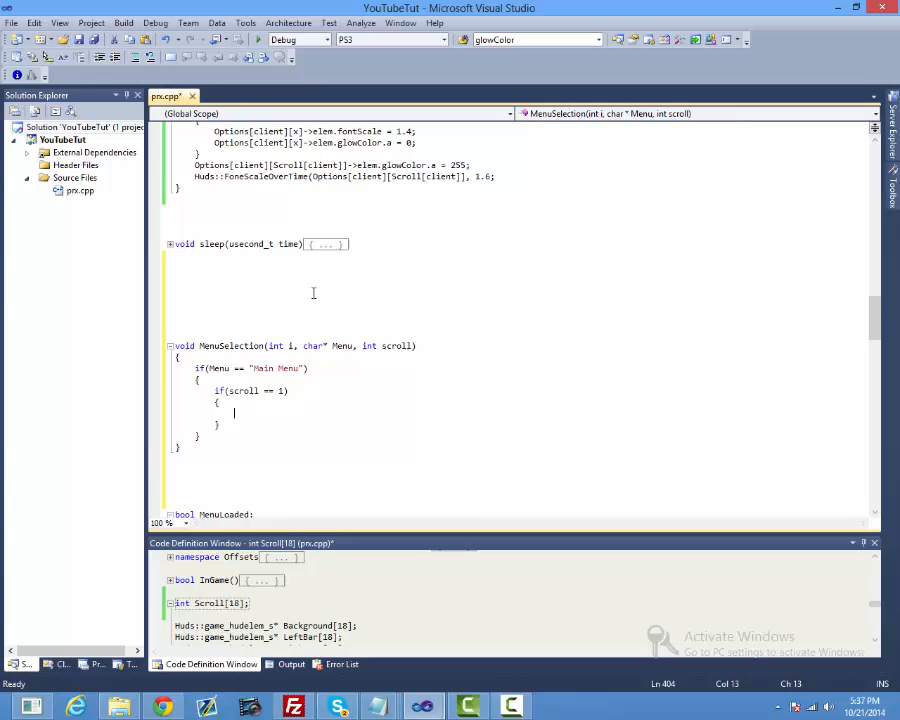 YouTubeTut - Microsoft Visual Studio
File Edit View Project Build Debug Team Data Tools Architecture Test Analyze Window Help
Debug PS3 glowColor
Solution Explorer
prx.cpp*
(Global Scope) MenuSelection(int i, char * Menu, int scroll)
Solution 'YouTubeTut' (1 projec
YouTubeTut
External Dependencies
Header Files
Source Files
prx.cpp
{
Options[client][x]->elem.fontScale = 1.4;
Options[client][x]->elem.glowColor.a = 0;
}
Options[client][Scroll[client]]->elem.glowColor.a = 255;
Huds::FoneScaleOverTime(Options[client][Scroll[client]], 1.6;
}
void sleep(usecond_t time){ ... }
void MenuSelection(int i, char* Menu, int scroll)
{
if(Menu == "Main Menu")
{
if(scroll == 1)
{
}
}
}
bool MenuLoaded;
100 %
Code Definition Window - int Scroll[18] (prx.cpp)*
namespace Offsets{ ... }
bool InGame(){ ... }
int Scroll[18];
Huds::game_hudelem_s* Background[18];
Huds::game_hudelem_s* LeftBar[18];
Server Explorer
Toolbox
Activate Windows
Go to PC settings to activate Windows.
S... Cl... Pr... T...
Code Definition Window Output Error List
Ready Ln 404 Col 13 Ch 13 INS
5:37 PM
10/21/2014